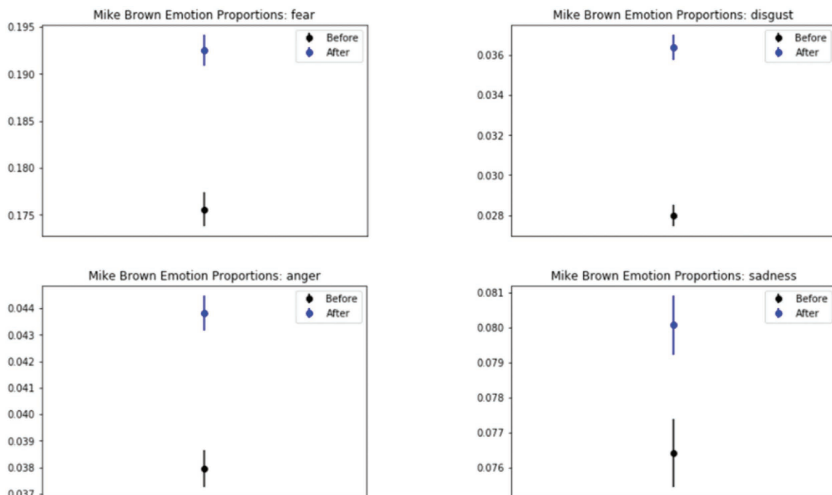 Mike Brown Emotion Proportions: fear
Before
After
0.195
0.190
0.185
0.180
0.175
Mike Brown Emotion Proportions: disgust
Before
After
0.036
0.034
0.032
0.030
0.028
Mike Brown Emotion Proportions: anger
Before
After
0.044
0.043
0.042
0.041
0.040
0.039
0.038
0.037
Mike Brown Emotion Proportions: sadness
Before
After
0.081
0.080
0.079
0.078
0.077
0.076